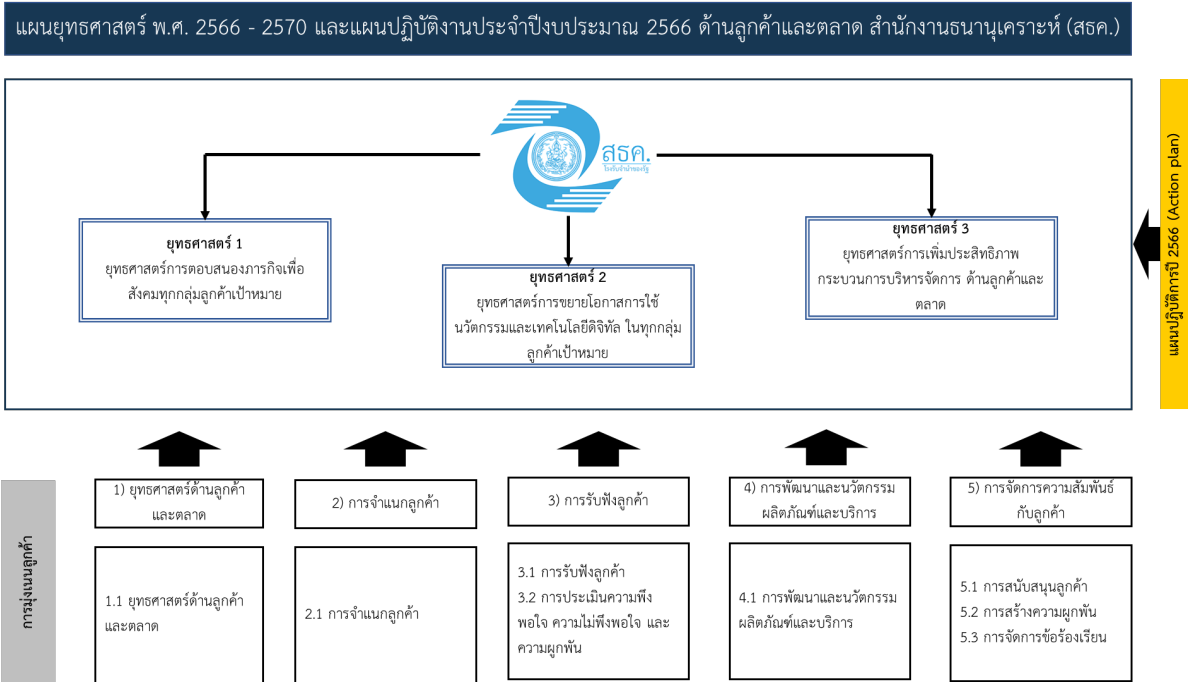 แผนยุทธศาสตร์ พ.ศ. 2566 - 2570 และแผนปฏิบัติงานประจำปีงบประมาณ 2566 ด้านลูกค้าและตลาด สำนักงานธนานุเคราะห์ (สธค.)
สธค.
โรงรับจำนำของรัฐ
ยุทธศาสตร์ 1
ยุทธศาสตร์การตอบสนองภารกิจเพื่อ
สังคมทุกกลุ่มลูกค้าเป้าหมาย
ยุทธศาสตร์ 2
ยุทธศาสตร์การขยายโอกาสการใช้
นวัตกรรมและเทคโนโลยีดิจิทัล ในทุกกลุ่ม
ลูกค้าเป้าหมาย
ยุทธศาสตร์ 3
ยุทธศาสตร์การเพิ่มประสิทธิภาพ
กระบวนการบริหารจัดการ ด้านลูกค้าและ
ตลาด
แผนปฏิบัติการปี 2566 (Action plan)
การมุ่งเนนลูกค้า
1) ยุทธศาสตร์ด้านลูกค้า
และตลาด
2) การจำแนกลูกค้า
3) การรับฟังลูกค้า
4) การพัฒนาและนวัตกรรม
ผลิตภัณฑ์และบริการ
5) การจัดการความสัมพันธ์
กับลูกค้า
1.1 ยุทธศาสตร์ด้านลูกค้า
และตลาด
2.1 การจำแนกลูกค้า
3.1 การรับฟังลูกค้า
3.2 การประเมินความพึง
พอใจ ความไม่พึงพอใจ และ
ความผูกพัน
4.1 การพัฒนาและนวัตกรรม
ผลิตภัณฑ์และบริการ
5.1 การสนับสนุนลูกค้า
5.2 การสร้างความผูกพัน
5.3 การจัดการข้อร้องเรียน